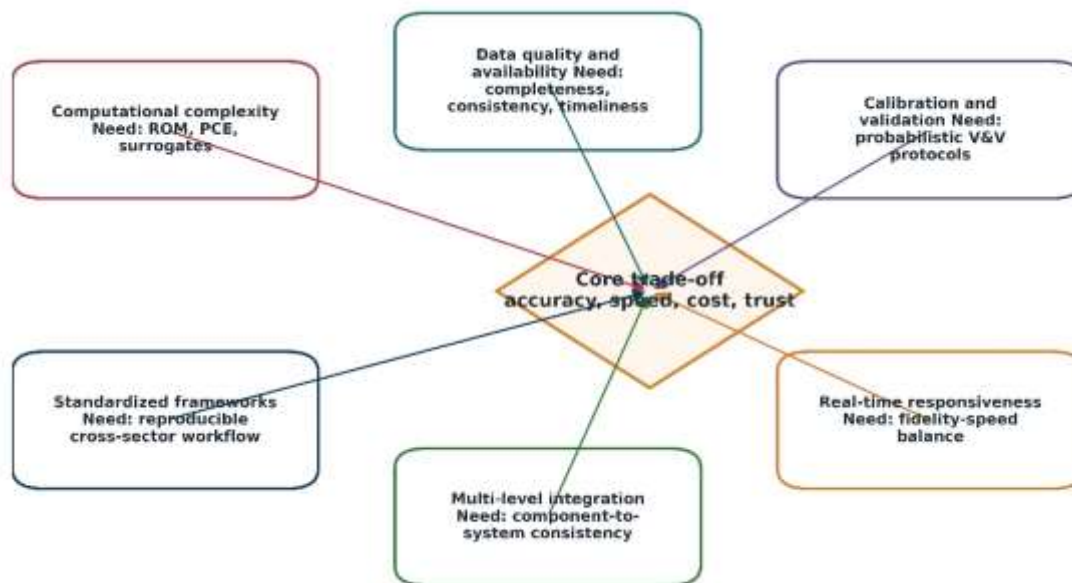 Data quality and
availability Need:
completeness,
consistency, timeliness
Computational complexity
Need: ROM, PCE,
surrogates
Calibration and
validation Need:
probabilistic V&V
protocols
Core trade-off
accuracy, speed, cost, trust
Standardized frameworks
Need: reproducible
cross-sector workflow
Real-time responsiveness
Need: fidelity-speed
balance
Multi-level integration
Need: component-to-
system consistency